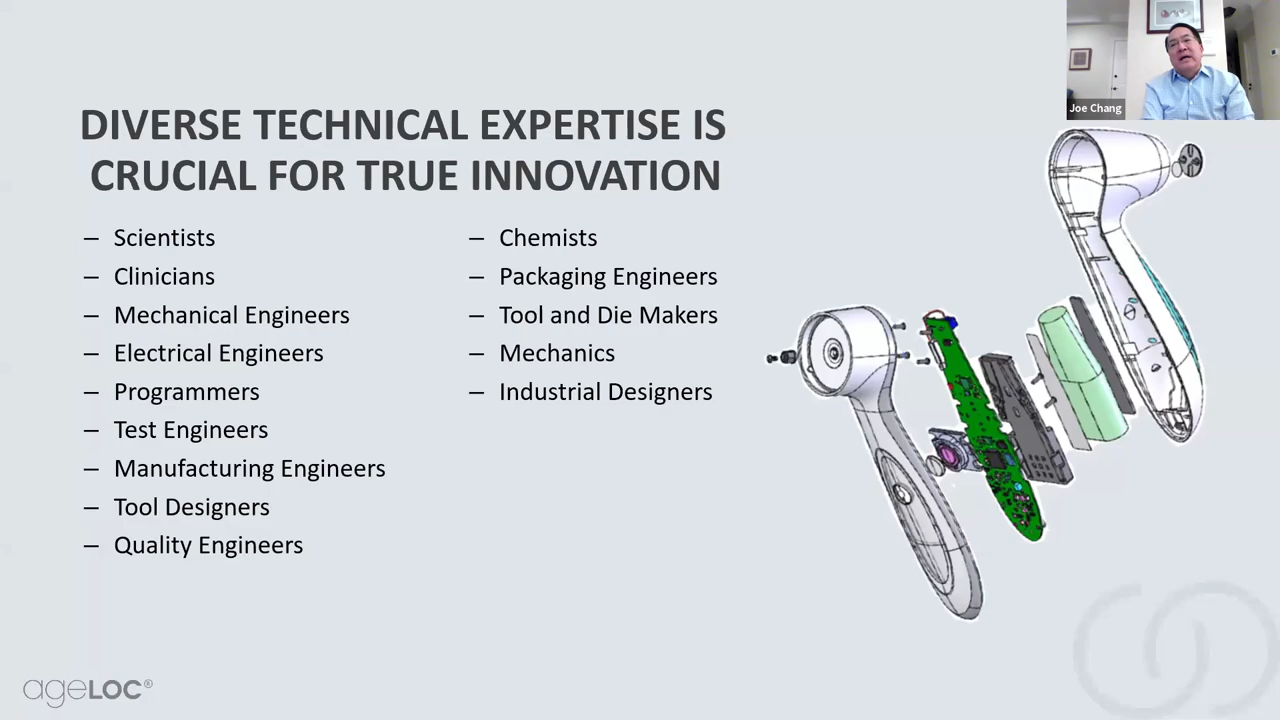 Joe Chang
DIVERSE TECHNICAL EXPERTISE IS
CRUCIAL FOR TRUE INNOVATION
– Scientists
– Clinicians
– Mechanical Engineers
– Electrical Engineers
– Programmers
– Test Engineers
– Manufacturing Engineers
– Tool Designers
– Quality Engineers
– Chemists
– Packaging Engineers
– Tool and Die Makers
– Mechanics
– Industrial Designers
ageLOC®